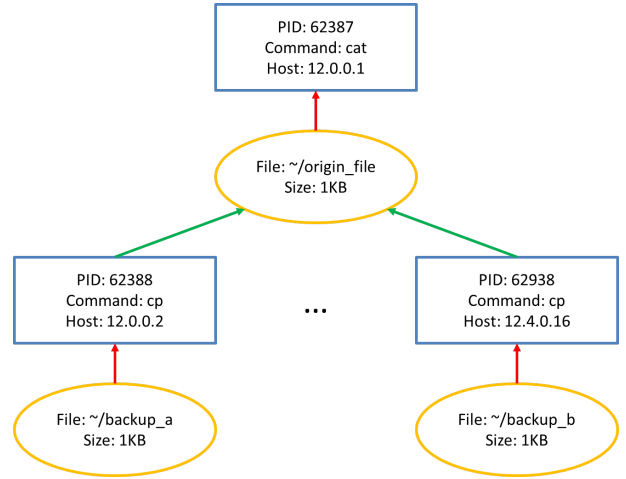 PID: 62387
Command: cat
Host: 12.0.0.1
File: ~/origin_file
Size: 1KB
PID: 62388
Command: cp
Host: 12.0.0.2
...
PID: 62938
Command: cp
Host: 12.4.0.16
File: ~/backup_a
Size: 1KB
File: ~/backup_b
Size: 1KB